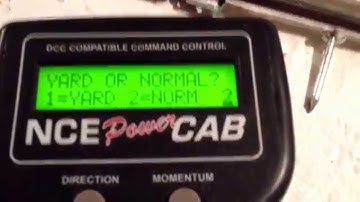 DCC COMPATIBLE COMMAND CONTROL
YARD OR NORMAL?
1=YARD 2=NORM 2
NCE Power CAB
DIRECTION MOMENTUM